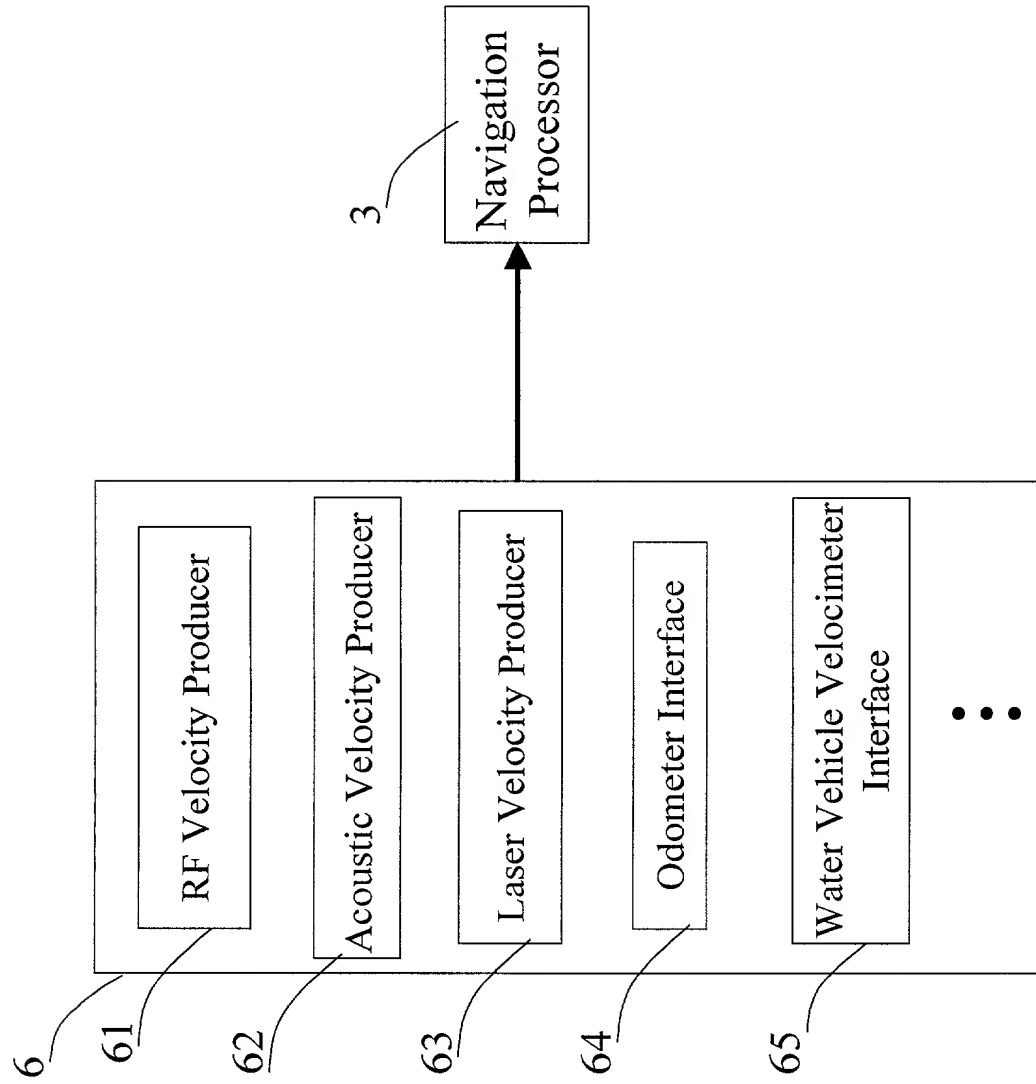 6
61
RF Velocity Producer
62
Acoustic Velocity Producer
63
Laser Velocity Producer
64
Odometer Interface
65
Water Vehicle Velocimeter
Interface
3
Navigation
Processor